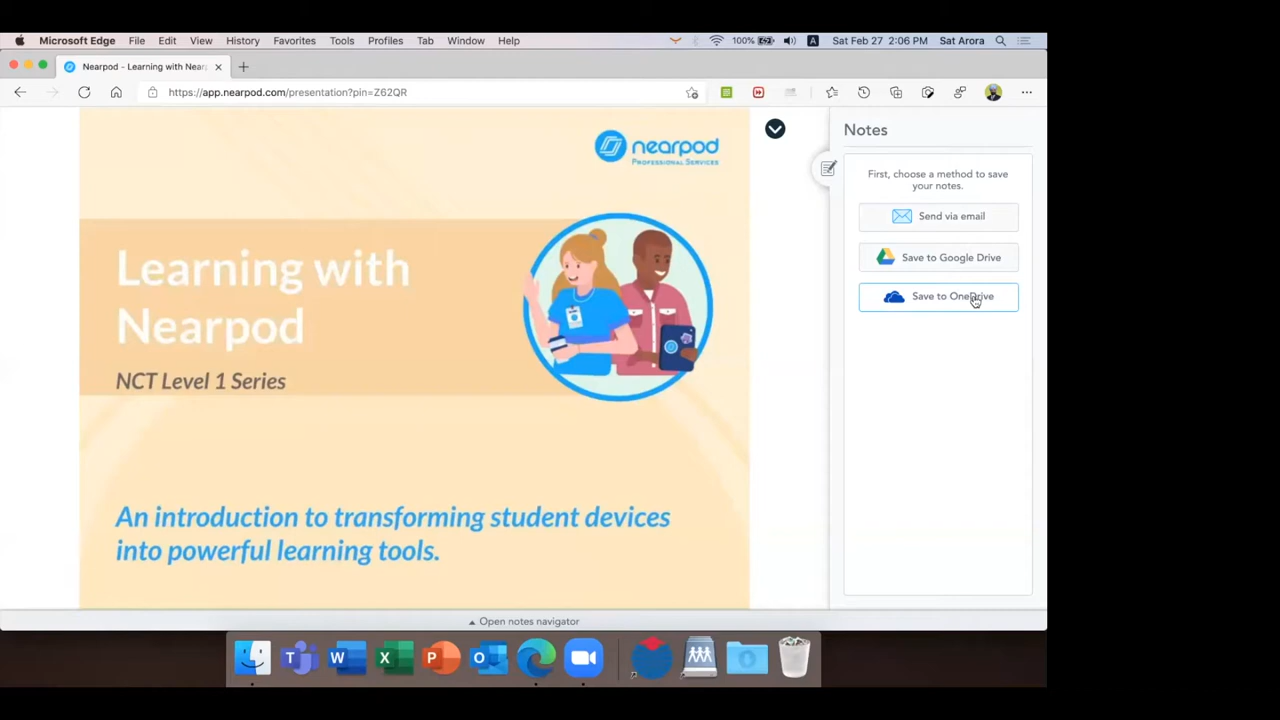 Microsoft Edge File Edit View History Favorites Tools Profiles Tab Window Help 100% A Sat Feb 27 2:06 PM Sat Arora
Nearpod - Learning with Near
https://app.nearpod.com/presentation?pin=Z62QR
nearpod
PROFESSIONAL SERVICES
Learning with
Nearpod
NCT Level 1 Series
An introduction to transforming student devices
into powerful learning tools.
Notes
First, choose a method to save
your notes.
Send via email
Save to Google Drive
Save to OneDrive
Open notes navigator
T W X P O